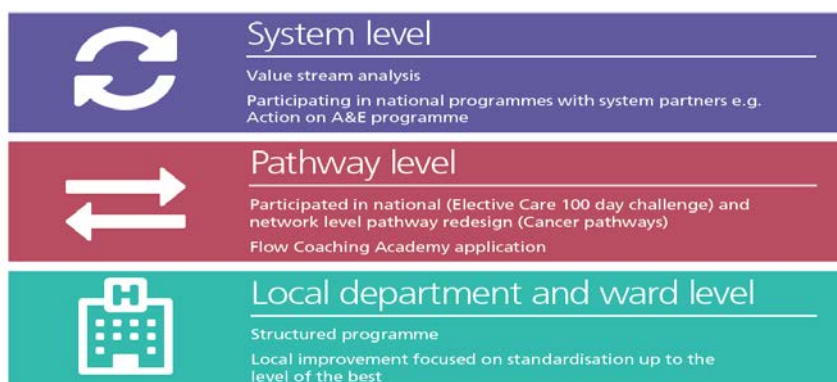 System level
Value stream analysis
Participating in national programmes with system partners e.g.
Action on A&E programme
Pathway level
Participated in national (Elective Care 100 day challenge) and
network level pathway redesign (Cancer pathways)
Flow Coaching Academy application
H
Local department and ward level
Structured programme
Local improvement focused on standardisation up to the
level of the best